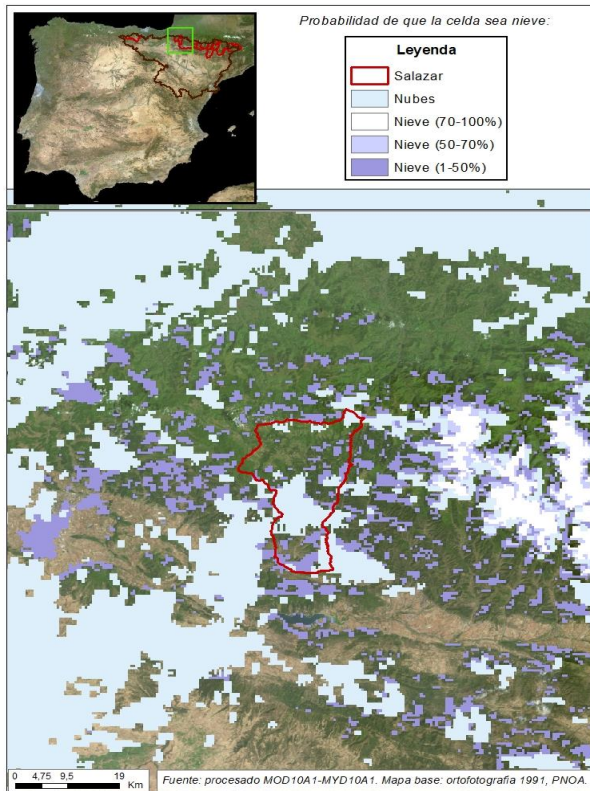 Probabilidad de que la celda sea nieve:
Leyenda
Salazar
Nubes
Nieve (70-100%)
Nieve (50-70%)
Nieve (1-50%)
0 4,75 9,5 19
Km
Fuente: procesado MOD10A1-MYD10A1. Mapa base: ortofotografia 1991, PNOA.